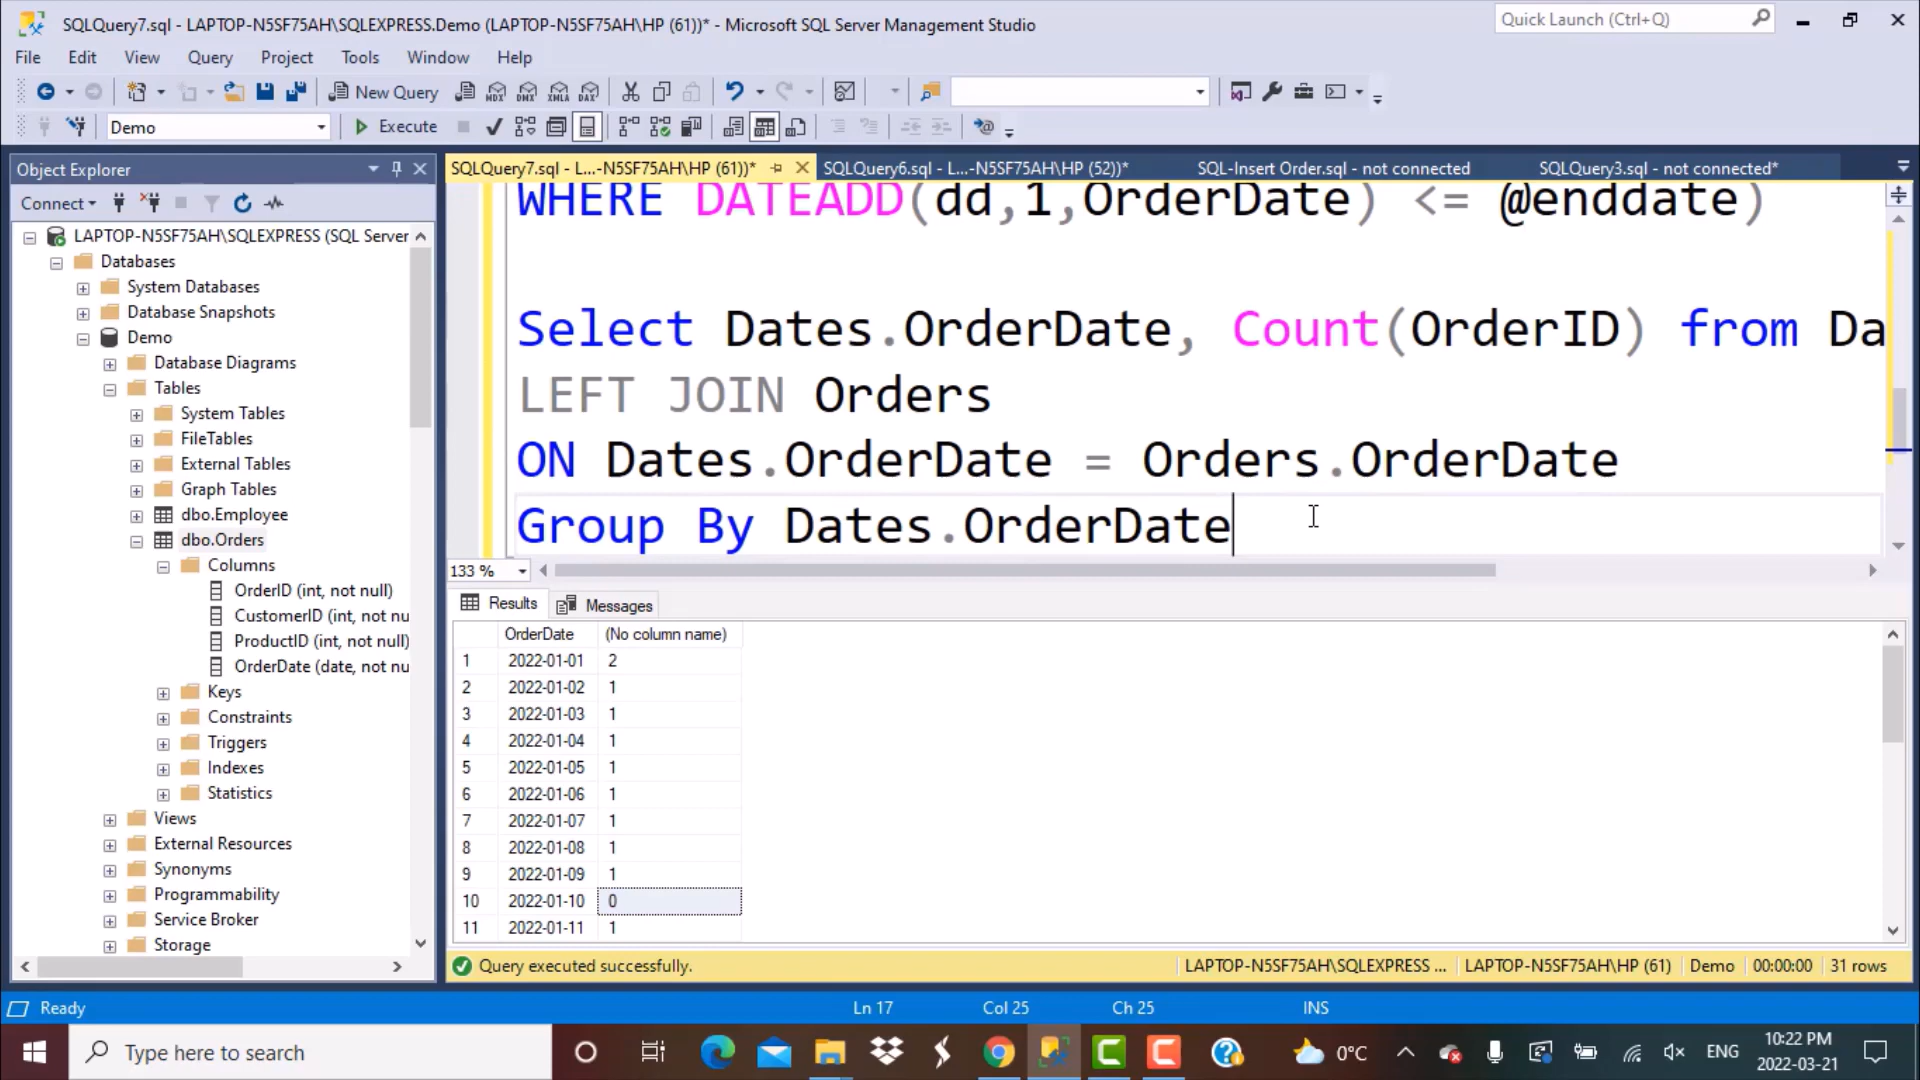 SQLQuery7.sql - LAPTOP-N5SF75AH\SQLEXPRESS.Demo (LAPTOP-N5SF75AH\HP (61))* - Microsoft SQL Server Management Studio
Quick Launch (Ctrl+Q)
File Edit View Query Project Tools Window Help
New Query MDX DMX XMLA DAX
Demo Execute
Object Explorer
SQLQuery7.sql - L...-N5SF75AH\HP (61))* SQLQuery6.sql - L...-N5SF75AH\HP (52))* SQL-Insert Order.sql - not connected SQLQuery3.sql - not connected*
Connect
LAPTOP-N5SF75AH\SQLEXPRESS (SQL Server
Databases
System Databases
Database Snapshots
Demo
Database Diagrams
Tables
System Tables
FileTables
External Tables
Graph Tables
dbo.Employee
dbo.Orders
Columns
OrderID (int, not null)
CustomerID (int, not nu
ProductID (int, not null)
OrderDate (date, not nu
Keys
Constraints
Triggers
Indexes
Statistics
Views
External Resources
Synonyms
Programmability
Service Broker
Storage
WHERE DATEADD(dd,1,OrderDate) <= @enddate)
Select Dates.OrderDate, Count(OrderID) from Da
LEFT JOIN Orders
ON Dates.OrderDate = Orders.OrderDate
Group By Dates.OrderDate
133 %
Results Messages
OrderDate (No column name)
1 2022-01-01 2
2 2022-01-02 1
3 2022-01-03 1
4 2022-01-04 1
5 2022-01-05 1
6 2022-01-06 1
7 2022-01-07 1
8 2022-01-08 1
9 2022-01-09 1
10 2022-01-10 0
11 2022-01-11 1
Query executed successfully. LAPTOP-N5SF75AH\SQLEXPRESS ... LAPTOP-N5SF75AH\HP (61) Demo 00:00:00 31 rows
Ready Ln 17 Col 25 Ch 25 INS
Type here to search
0°C ENG
10:22 PM
2022-03-21